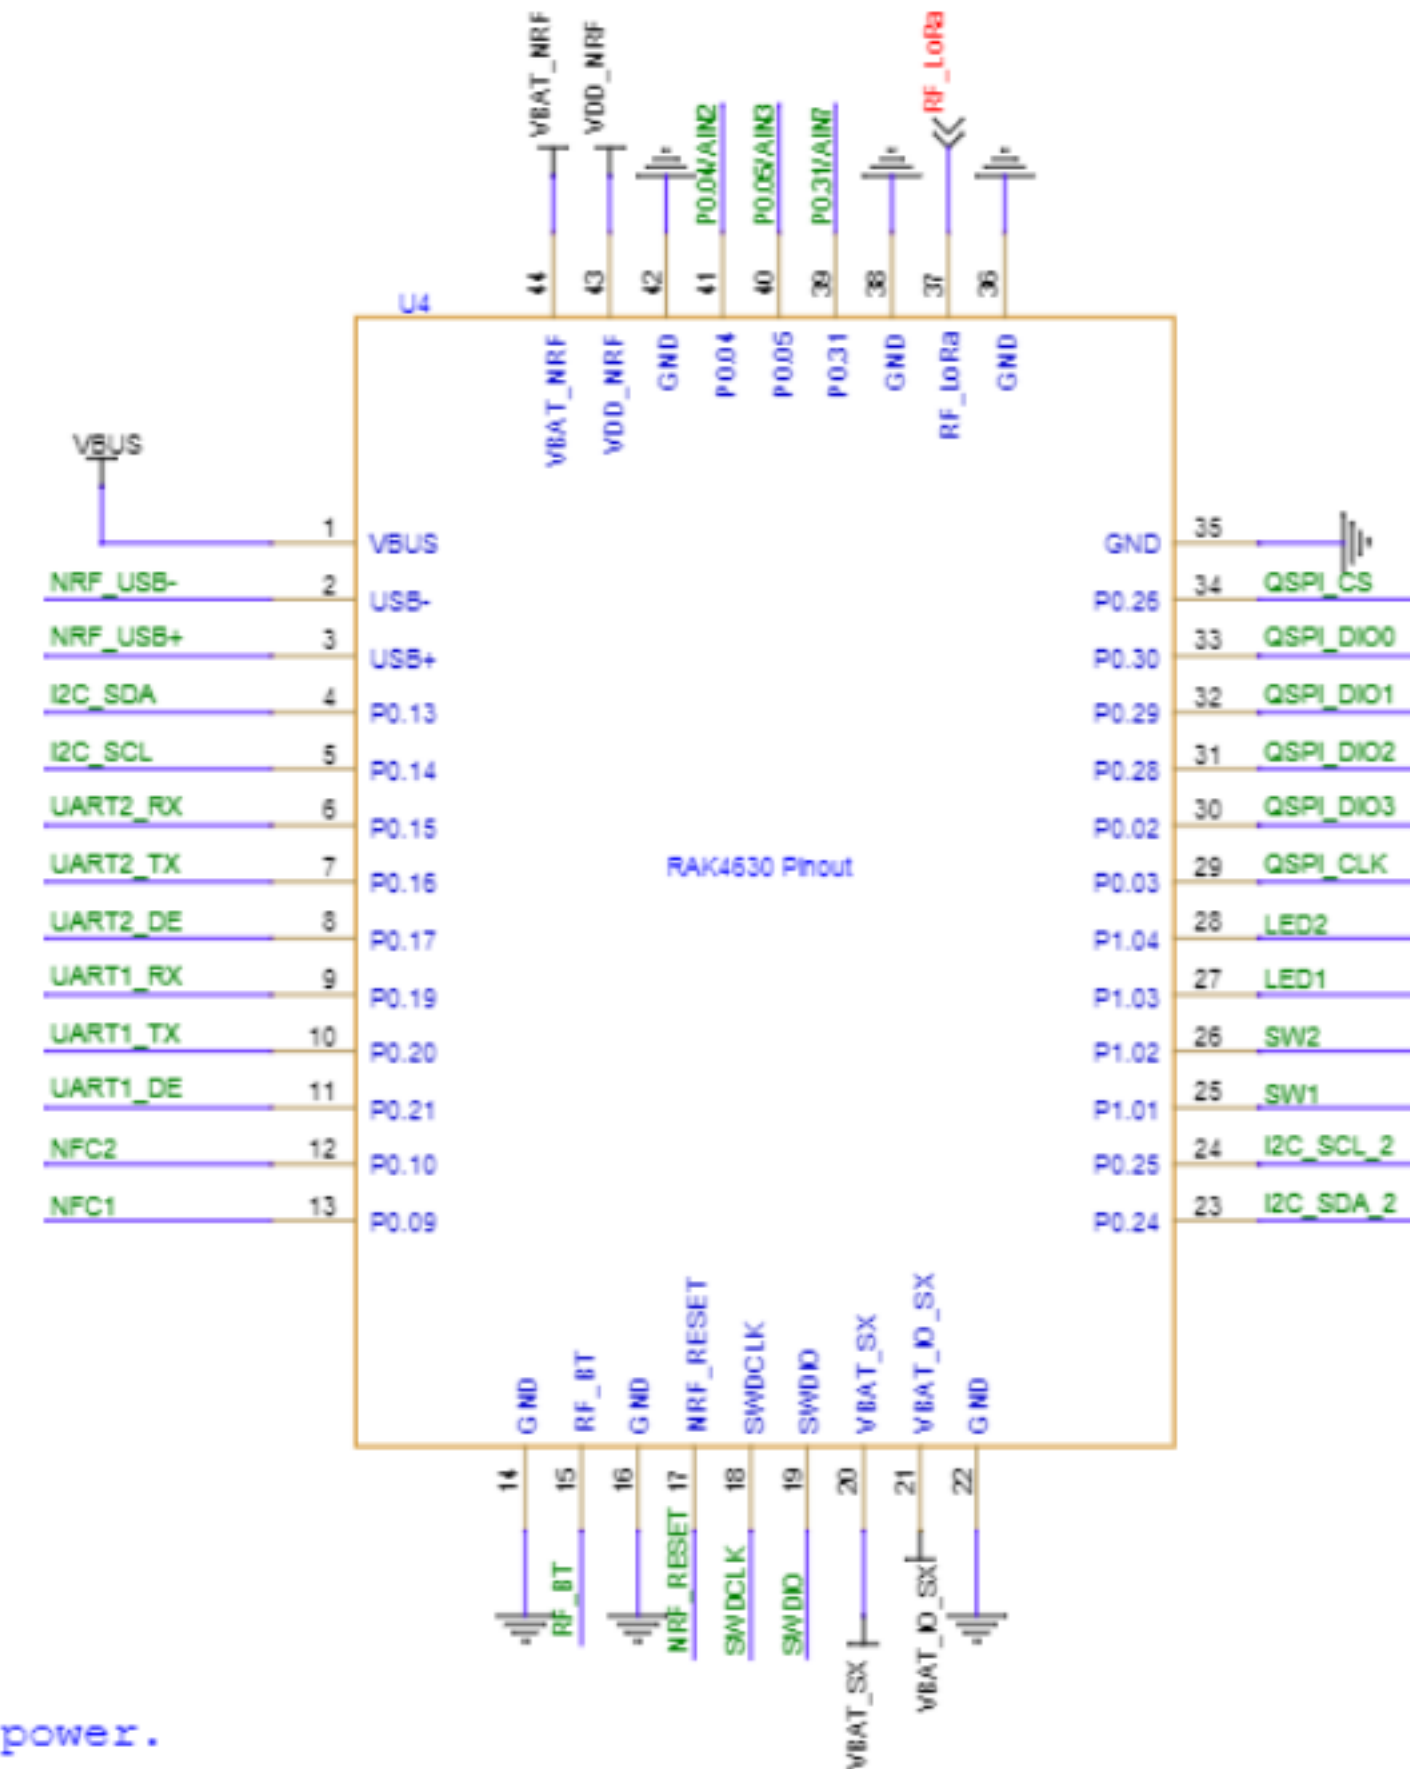 VBAT_NRF
VDD_NRF
P0.04/AIN2
P0.05/AIN3
P0.31/AIN7
RF_LoRa
44
43
42
41
40
39
38
37
36
U4
VBAT_NRF
VDD_NRF
GND
P0.04
P0.05
P0.31
GND
RF_LoRa
GND
VBUS
1 VBUS
NRF_USB- 2 USB-
NRF_USB+ 3 USB+
I2C_SDA 4 P0.13
I2C_SCL 5 P0.14
UART2_RX 6 P0.15
UART2_TX 7 P0.16
UART2_DE 8 P0.17
UART1_RX 9 P0.19
UART1_TX 10 P0.20
UART1_DE 11 P0.21
NFC2 12 P0.10
NFC1 13 P0.09
RAK4630 Pinout
GND 35
P0.26 34 QSPI_CS
P0.30 33 QSPI_DIO0
P0.29 32 QSPI_DIO1
P0.28 31 QSPI_DIO2
P0.02 30 QSPI_DIO3
P0.03 29 QSPI_CLK
P1.04 28 LED2
P1.03 27 LED1
P1.02 26 SW2
P1.01 25 SW1
P0.25 24 I2C_SCL_2
P0.24 23 I2C_SDA_2
GND
RF_BT
GND
NRF_RESET
SWDCLK
SWDIO
VBAT_SX
VBAT_IO_SX
GND
14
15
16
17
18
19
20
21
22
RF_BT
NRF_RESET
SWDCLK
SWDIO
VBAT_SX
VBAT_IO_SX
power.